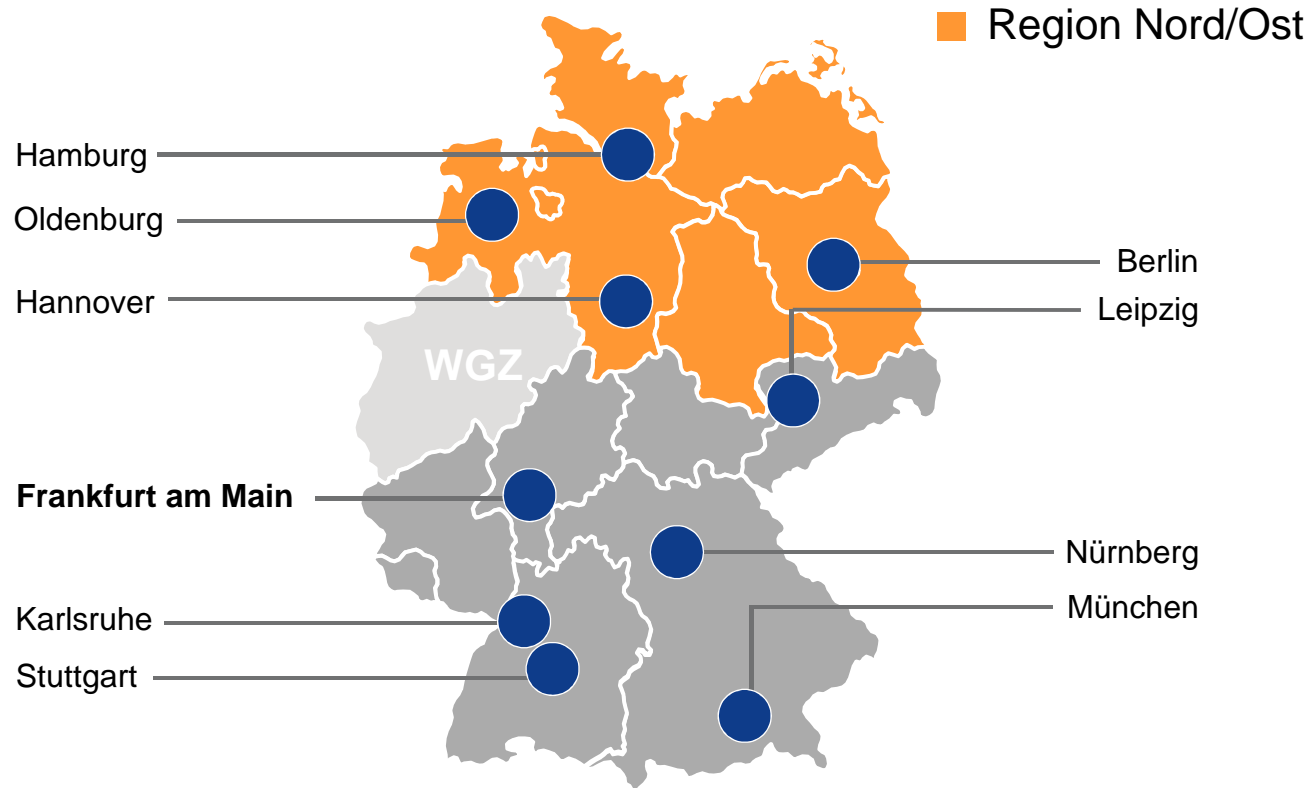 Region Nord/Ost
Hamburg
Oldenburg
Hannover
Berlin
Leipzig
WGZ
Frankfurt am Main
Nürnberg
München
Karlsruhe
Stuttgart